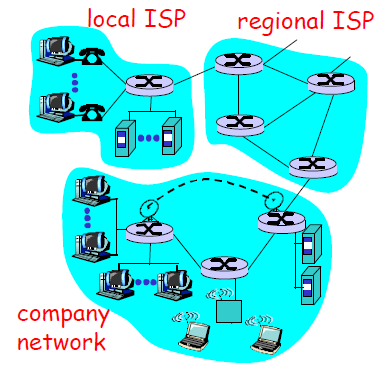 local ISP
regional ISP
company
network